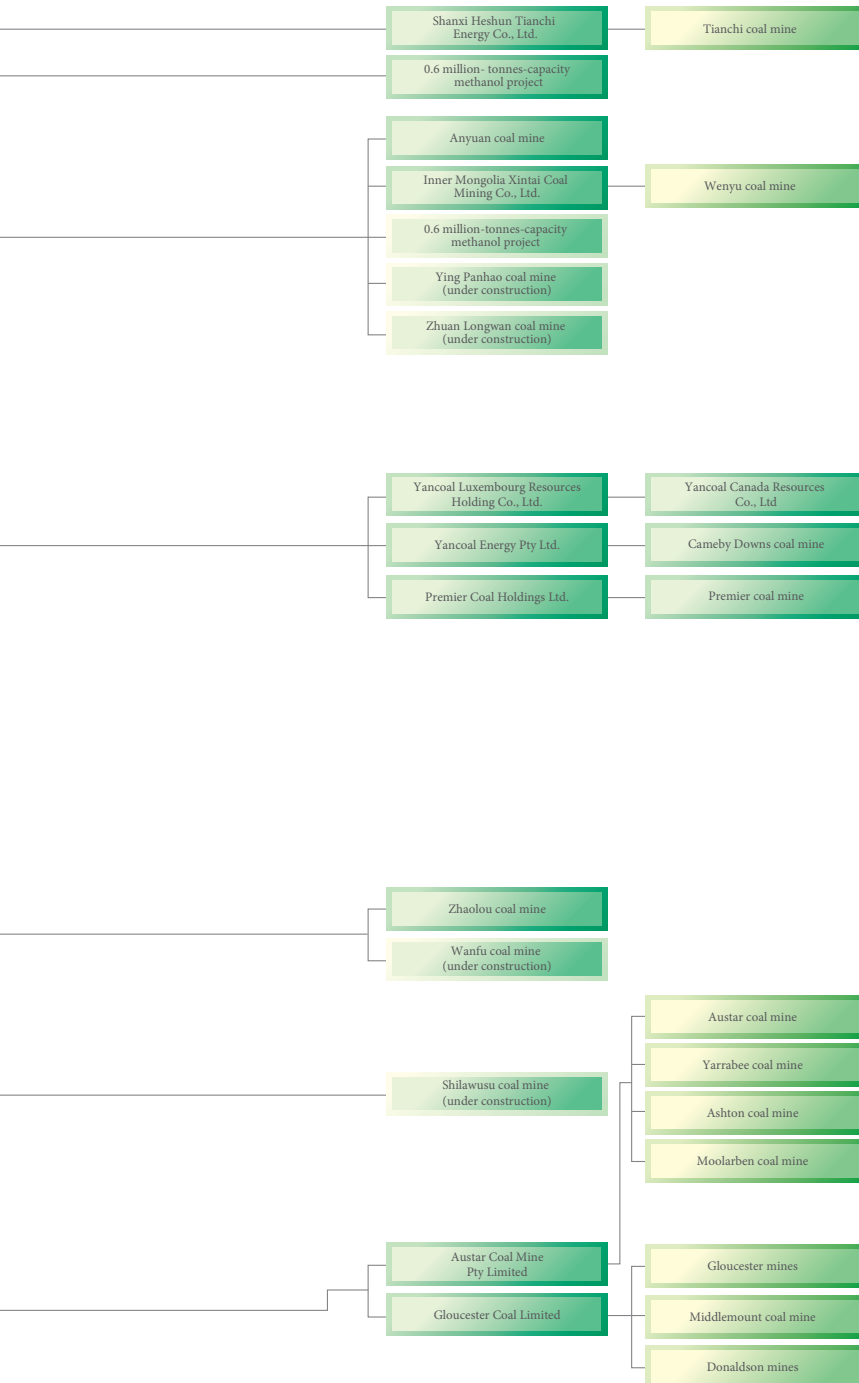 Shanxi Heshun Tianchi
Energy Co., Ltd.
Tianchi coal mine
0.6 million- tonnes-capacity
methanol project
Anyuan coal mine
Inner Mongolia Xintai Coal
Mining Co., Ltd.
Wenyu coal mine
0.6 million-tonnes-capacity
methanol project
Ying Panhao coal mine
(under construction)
Zhuan Longwan coal mine
(under construction)
Yancoal Luxembourg Resources
Holding Co., Ltd.
Yancoal Canada Resources
Co., Ltd
Yancoal Energy Pty Ltd.
Cameby Downs coal mine
Premier Coal Holdings Ltd.
Premier coal mine
Zhaolou coal mine
Wanfu coal mine
(under construction)
Austar coal mine
Yarrabee coal mine
Shilawusu coal mine
(under construction)
Ashton coal mine
Moolarben coal mine
Austar Coal Mine
Pty Limited
Gloucester mines
Gloucester Coal Limited
Middlemount coal mine
Donaldson mines